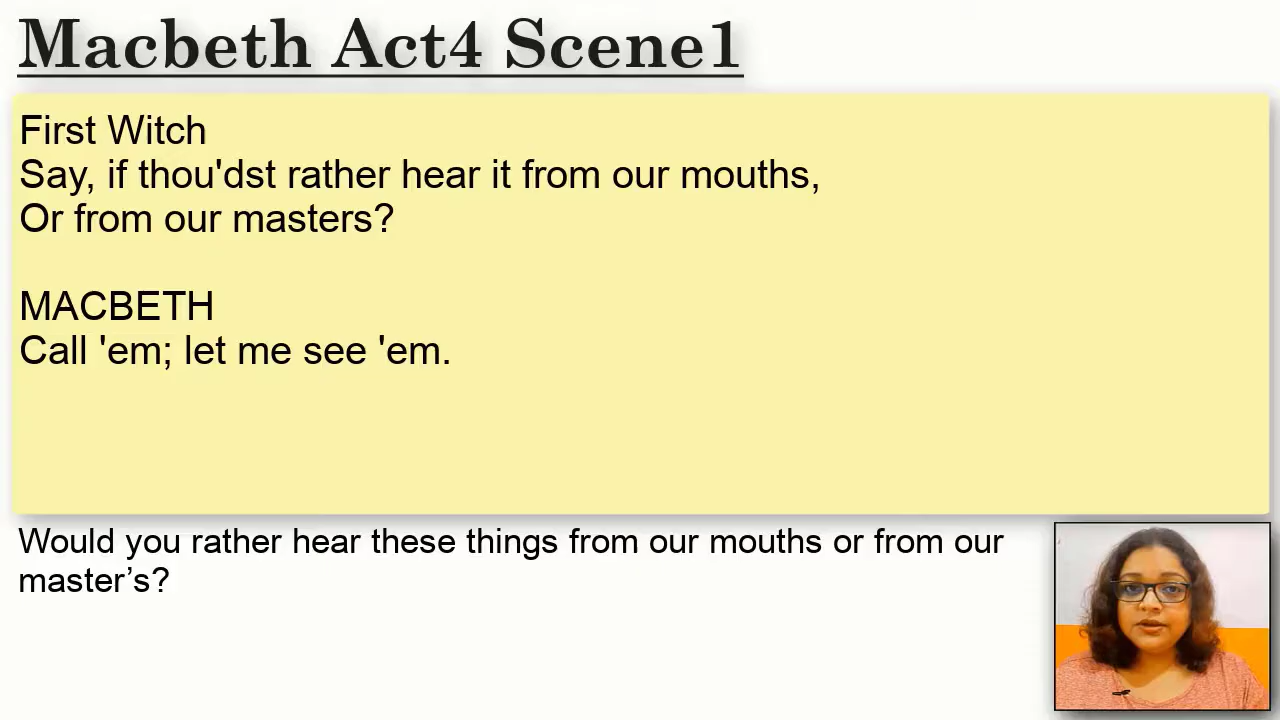 Macbeth Act4 Scene1
First Witch
Say, if thou'dst rather hear it from our mouths,
Or from our masters?
MACBETH
Call 'em; let me see 'em.
Would you rather hear these things from our mouths or from our
master’s?